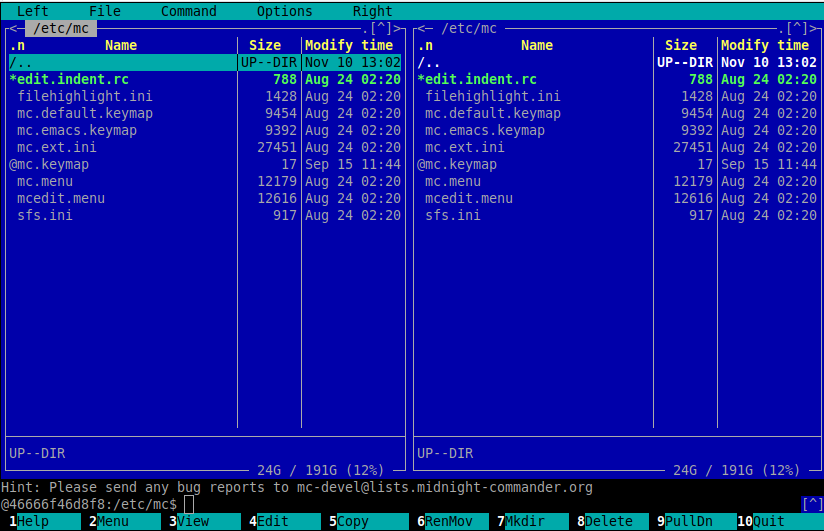 Left File Command Options Right
<─ /etc/mc .[^]> <─ /etc/mc .[^]>
.n Name Size Modify time .n Name Size Modify time
/.. UP--DIR Nov 10 13:02 /.. UP--DIR Nov 10 13:02
*edit.indent.rc 788 Aug 24 02:20 *edit.indent.rc 788 Aug 24 02:20
filehighlight.ini 1428 Aug 24 02:20 filehighlight.ini 1428 Aug 24 02:20
mc.default.keymap 9454 Aug 24 02:20 mc.default.keymap 9454 Aug 24 02:20
mc.emacs.keymap 9392 Aug 24 02:20 mc.emacs.keymap 9392 Aug 24 02:20
mc.ext.ini 27451 Aug 24 02:20 mc.ext.ini 27451 Aug 24 02:20
@mc.keymap 17 Sep 15 11:44 @mc.keymap 17 Sep 15 11:44
mc.menu 12179 Aug 24 02:20 mc.menu 12179 Aug 24 02:20
mcedit.menu 12616 Aug 24 02:20 mcedit.menu 12616 Aug 24 02:20
sfs.ini 917 Aug 24 02:20 sfs.ini 917 Aug 24 02:20
UP--DIR UP--DIR
24G / 191G (12%) 24G / 191G (12%)
Hint: Please send any bug reports to mc-devel@lists.midnight-commander.org
@46666f46d8f8:/etc/mc$ [^]
1Help 2Menu 3View 4Edit 5Copy 6RenMov 7Mkdir 8Delete 9PullDn 10Quit